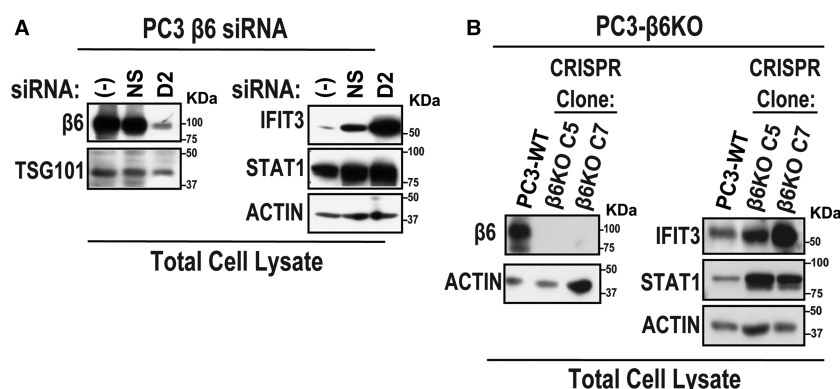 A
PC3 β6 siRNA
siRNA: (-) NS D2 KDa
β6
100
75
TSG101
50
37
siRNA: (-) NS D2 KDa
IFIT3
50
STAT1
100
75
ACTIN
50
37
Total Cell Lysate
B
PC3-β6KO
CRISPR
Clone:
PC3-WT β6KO C5 β6KO C7 KDa
β6
100
75
ACTIN
50
37
CRISPR
Clone:
PC3-WT β6KO C5 β6KO C7 KDa
IFIT3
50
STAT1
100
75
ACTIN
50
37
Total Cell Lysate